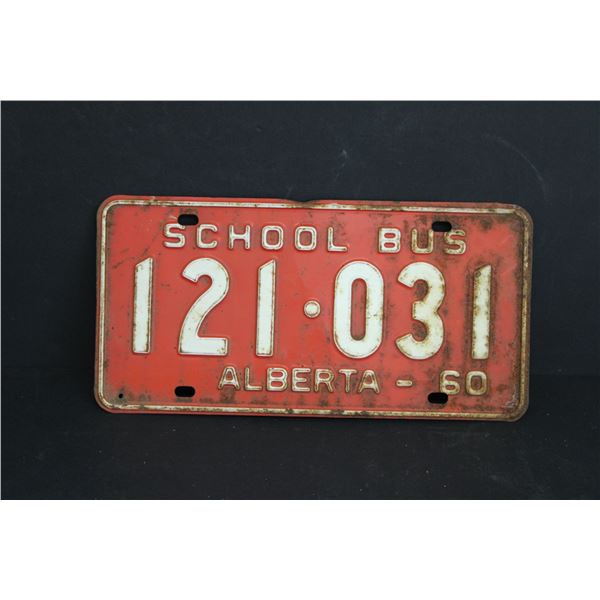 SCHOOL BUS
121·031
ALBERTA - 60